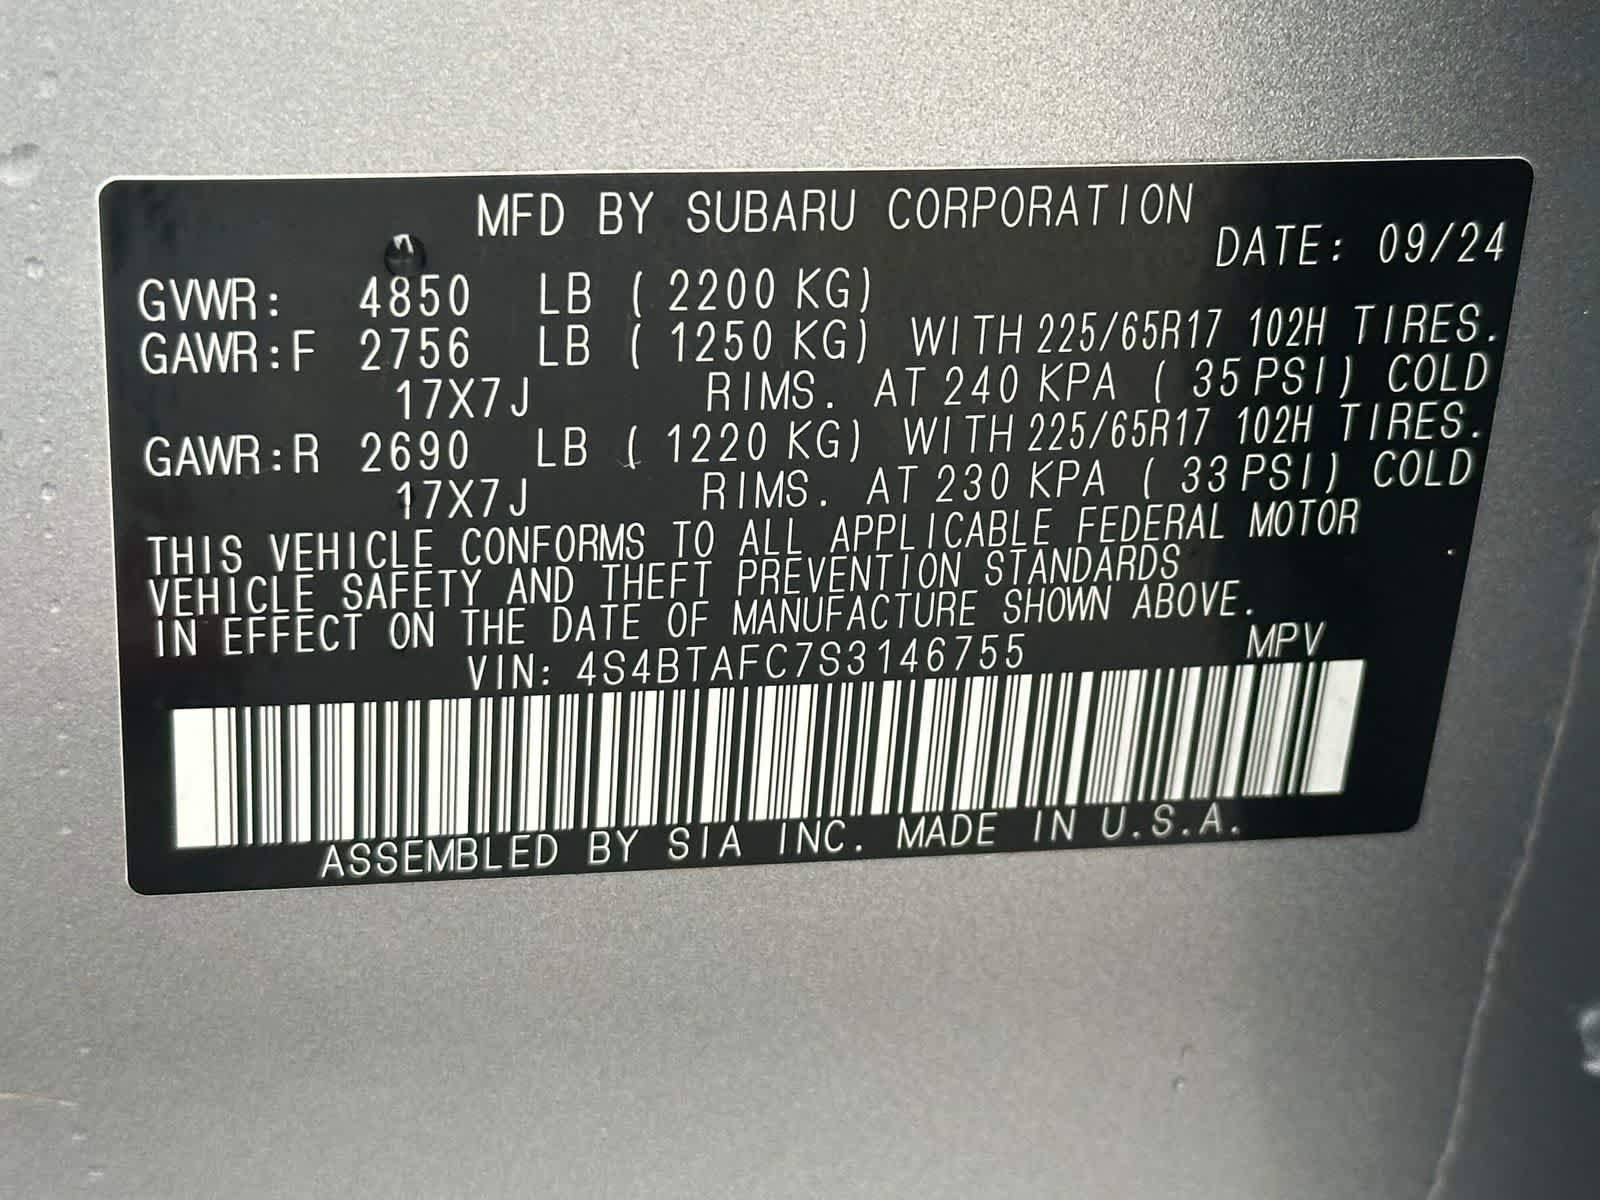 MFD BY SUBARU CORPORATION
DATE: 09/24
GVWR: 4850 LB ( 2200 KG)
GAWR:F 2756 LB ( 1250 KG) WITH 225/65R17 102H TIRES.
17X7J RIMS. AT 240 KPA ( 35 PSI) COLD
GAWR:R 2690 LB ( 1220 KG) WITH 225/65R17 102H TIRES.
17X7J RIMS. AT 230 KPA ( 33 PSI) COLD
THIS VEHICLE CONFORMS TO ALL APPLICABLE FEDERAL MOTOR
VEHICLE SAFETY AND THEFT PREVENTION STANDARDS
IN EFFECT ON THE DATE OF MANUFACTURE SHOWN ABOVE.
VIN: 4S4BTAFC7S3146755 MPV
ASSEMBLED BY SIA INC. MADE IN U.S.A.